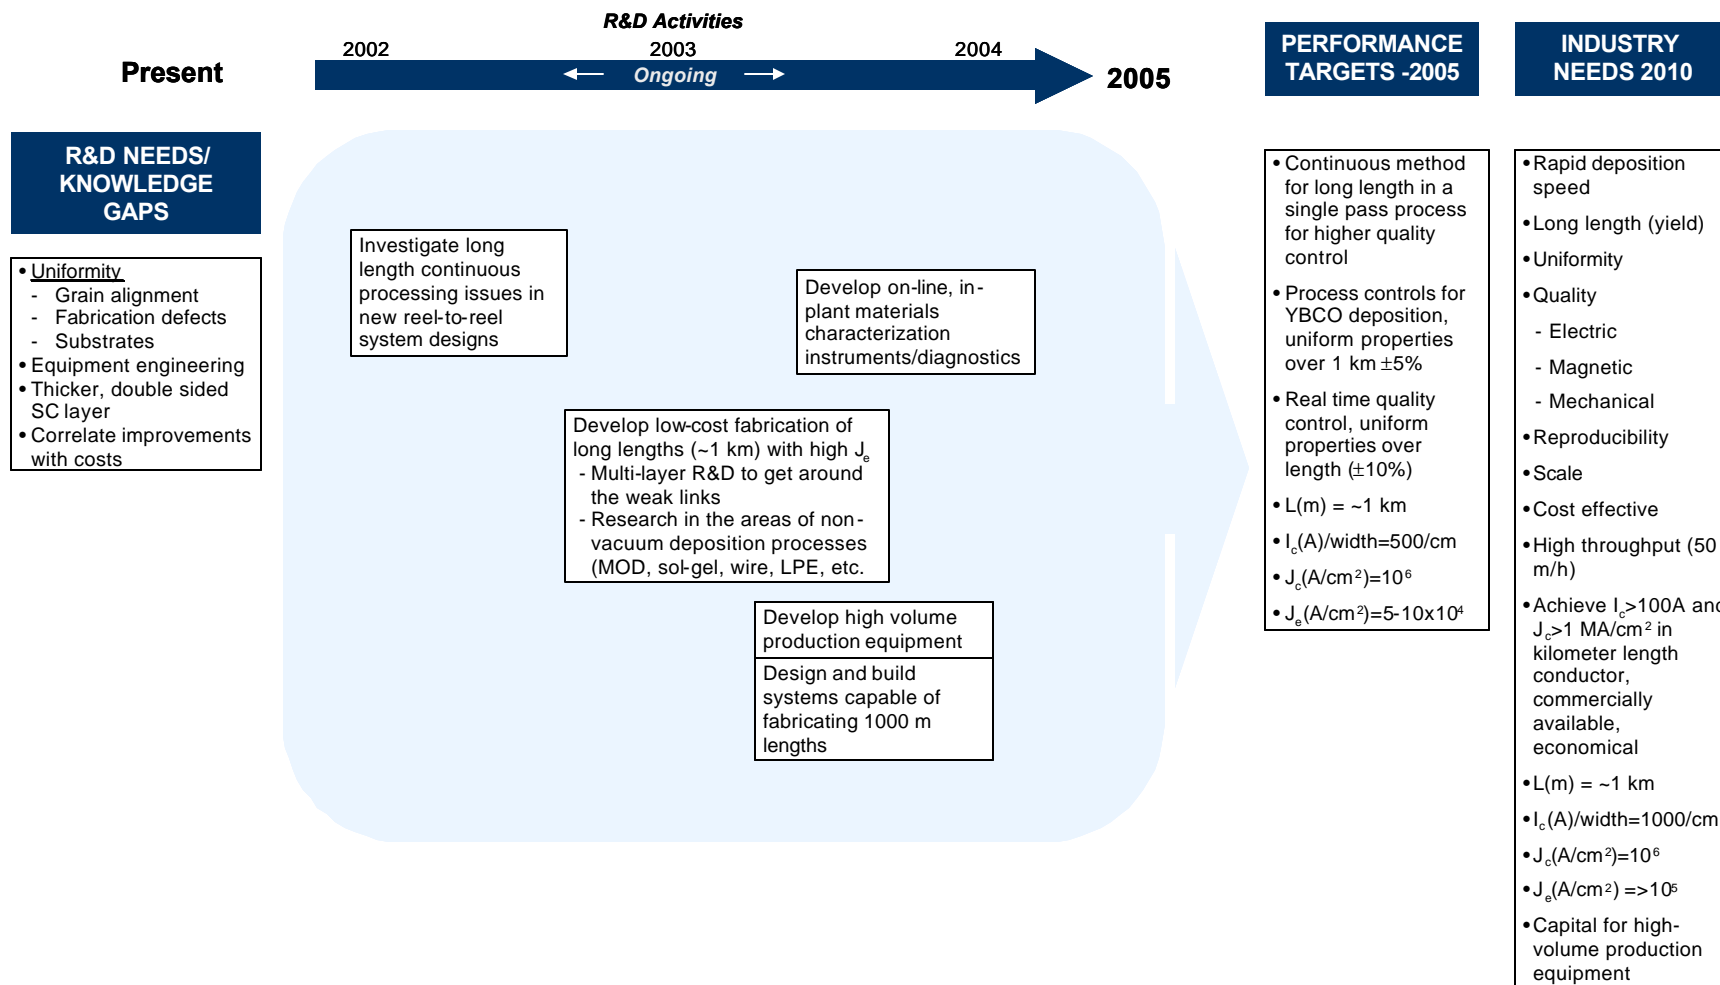 R&D Activities
Present
2002
2003
2004
Ongoing
2005
PERFORMANCE
TARGETS -2005
INDUSTRY
NEEDS 2010
R&D NEEDS/
KNOWLEDGE
GAPS
• Uniformity
- Grain alignment
- Fabrication defects
- Substrates
• Equipment engineering
• Thicker, double sided
SC layer
• Correlate improvements
with costs
Investigate long
length continuous
processing issues in
new reel-to-reel
system designs
Develop on-line, in-
plant materials
characterization
instruments/diagnostics
Develop low-cost fabrication of
long lengths (~1 km) with high Je
- Multi-layer R&D to get around
the weak links
- Research in the areas of non-
vacuum deposition processes
(MOD, sol-gel, wire, LPE, etc.
Develop high volume
production equipment
Design and build
systems capable of
fabricating 1000 m
lengths
• Continuous method
for long length in a
single pass process
for higher quality
control
• Process controls for
YBCO deposition,
uniform properties
over 1 km ±5%
• Real time quality
control, uniform
properties over
length (±10%)
• L(m) = ~1 km
• Ic(A)/width=500/cm
• Jc(A/cm²)=10⁶
• Je(A/cm²)=5-10x10⁴
• Rapid deposition
speed
• Long length (yield)
• Uniformity
• Quality
- Electric
- Magnetic
- Mechanical
• Reproducibility
• Scale
• Cost effective
• High throughput (50
m/h)
• Achieve Ic>100A and
Jc>1 MA/cm² in
kilometer length
conductor,
commercially
available,
economical
• L(m) = ~1 km
• Ic(A)/width=1000/cm
• Jc(A/cm²)=10⁶
• Je(A/cm²) =>10⁵
• Capital for high-
volume production
equipment